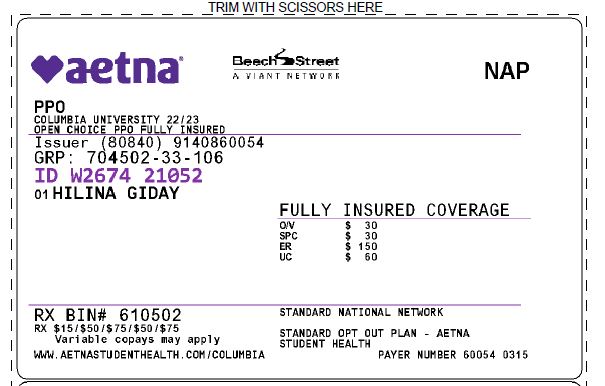 TRIM WITH SCISSORS HERE
aetna®
Beech Street
A VIANT NETWORK
NAP
PPO
COLUMBIA UNIVERSITY 22/23
OPEN CHOICE PPO FULLY INSURED
Issuer (80840) 9140860054
GRP: 704502-33-106
ID W2674 21052
01 HILINA GIDAY
FULLY INSURED COVERAGE
O/V $ 30
SPC $ 30
ER $ 150
UC $ 60
RX BIN# 610502
RX $15/$50/$75/$50/$75
Variable copays may apply
WWW.AETNASTUDENTHEALTH.COM/COLUMBIA
STANDARD NATIONAL NETWORK
STANDARD OPT OUT PLAN - AETNA
STUDENT HEALTH
PAYER NUMBER 60054 0315